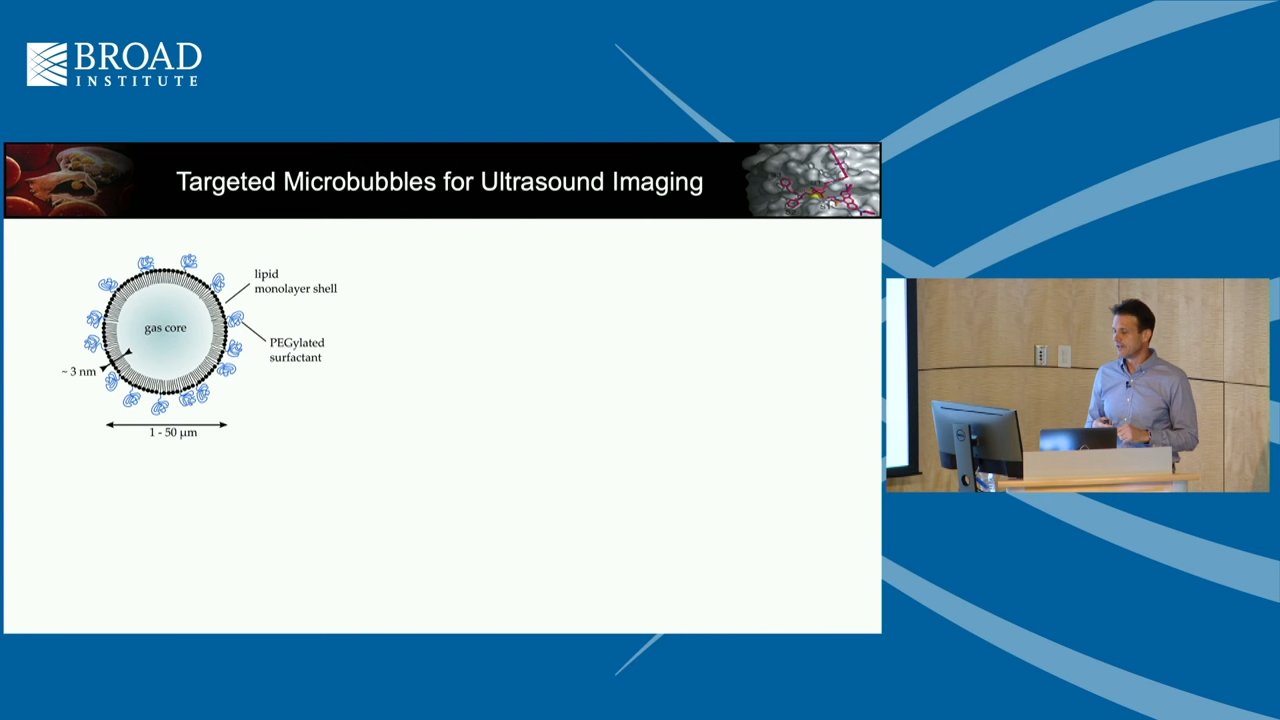 BROAD
INSTITUTE
Targeted Microbubbles for Ultrasound Imaging
lipid
monolayer shell
gas core
PEGylated
surfactant
~ 3 nm
1 - 50 µm